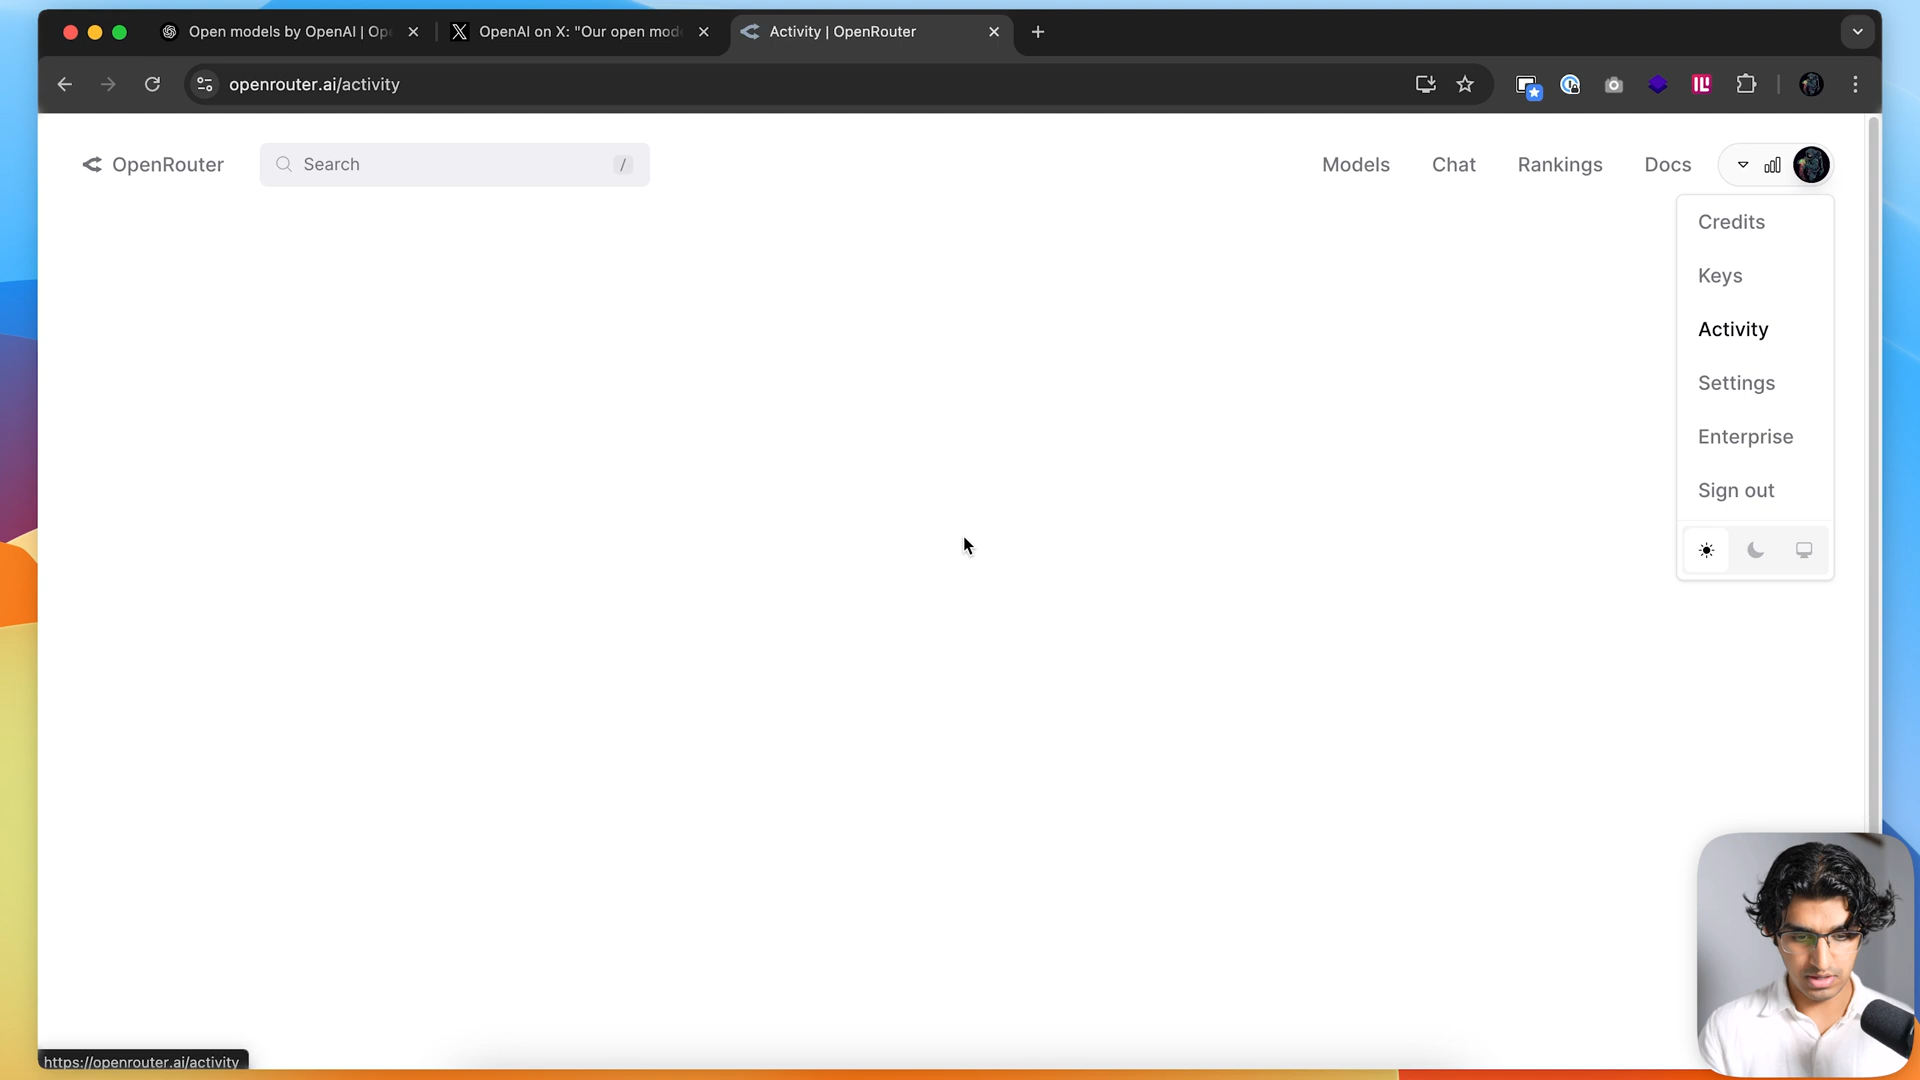 Open models by OpenAI | Op
OpenAI on X: "Our open mod
Activity | OpenRouter
openrouter.ai/activity
OpenRouter
Search
/
Models
Chat
Rankings
Docs
Credits
Keys
Activity
Settings
Enterprise
Sign out
https://openrouter.ai/activity